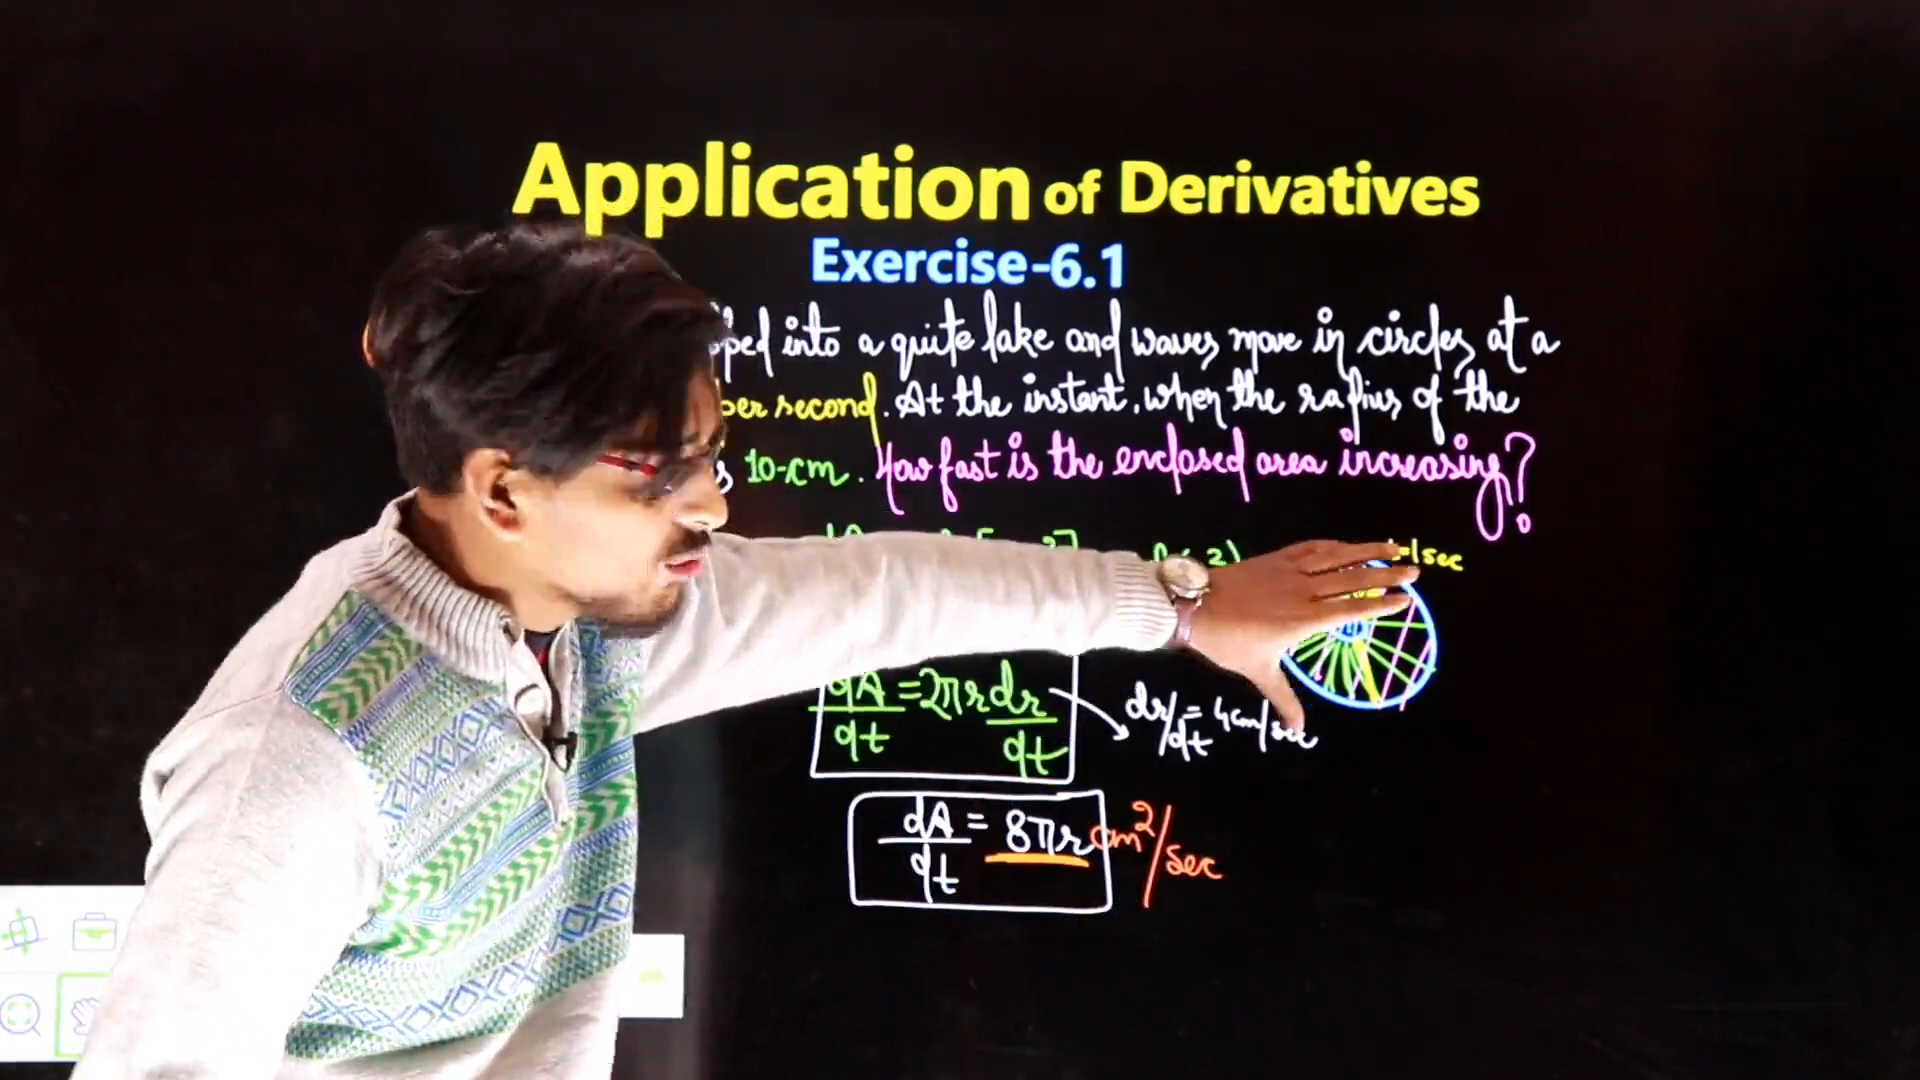 Application of Derivatives
Exercise-6.1
into a quite lake and waves move in circles at a
per second. At the instant, when the radius of the
10-cm. How fast is the enclosed area increasing?
=1sec
dA/dt = 2πr dr/dt
dr/dt = 4cm/sec
dA/dt = 8πr cm²/sec